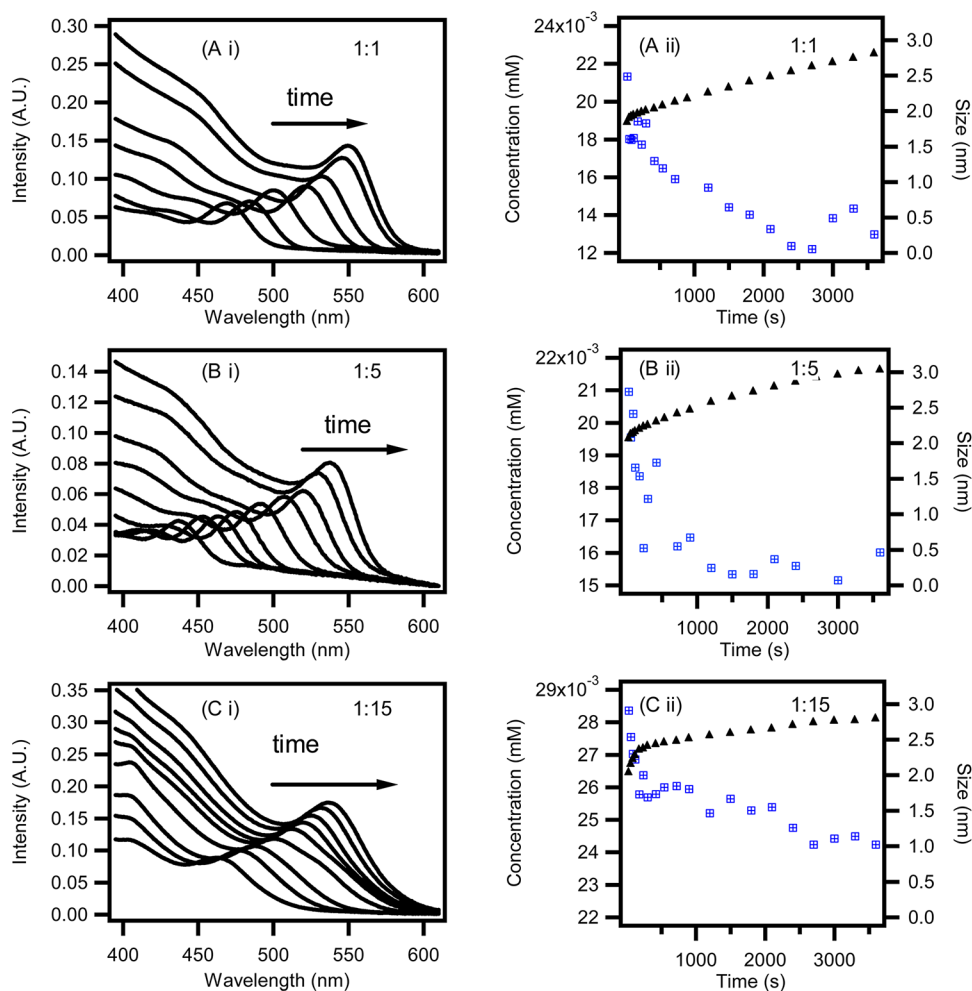 (A i) 1:1
time
Intensity (A.U.)
0.30
0.25
0.20
0.15
0.10
0.05
0.00
400 450 500 550 600
Wavelength (nm)
(A ii) 1:1
Concentration (mM)
24x10⁻³
22
20
18
16
14
12
3.0
2.5
2.0
1.5
1.0
0.5
0.0
Size (nm)
1000 2000 3000
Time (s)
(B i) 1:5
time
Intensity (A.U.)
0.14
0.12
0.10
0.08
0.06
0.04
0.02
0.00
400 450 500 550 600
Wavelength (nm)
(B ii) 1:5
Concentration (mM)
22x10⁻³
21
20
19
18
17
16
15
3.0
2.5
2.0
1.5
1.0
0.5
0.0
Size (nm)
1000 2000 3000
Time (s)
(C i) 1:15
time
Intensity (A.U.)
0.35
0.30
0.25
0.20
0.15
0.10
0.05
0.00
400 450 500 550 600
Wavelength (nm)
(C ii) 1:15
Concentration (mM)
29x10⁻³
28
27
26
25
24
23
22
3.0
2.5
2.0
1.5
1.0
0.5
0.0
Size (nm)
1000 2000 3000
Time (s)